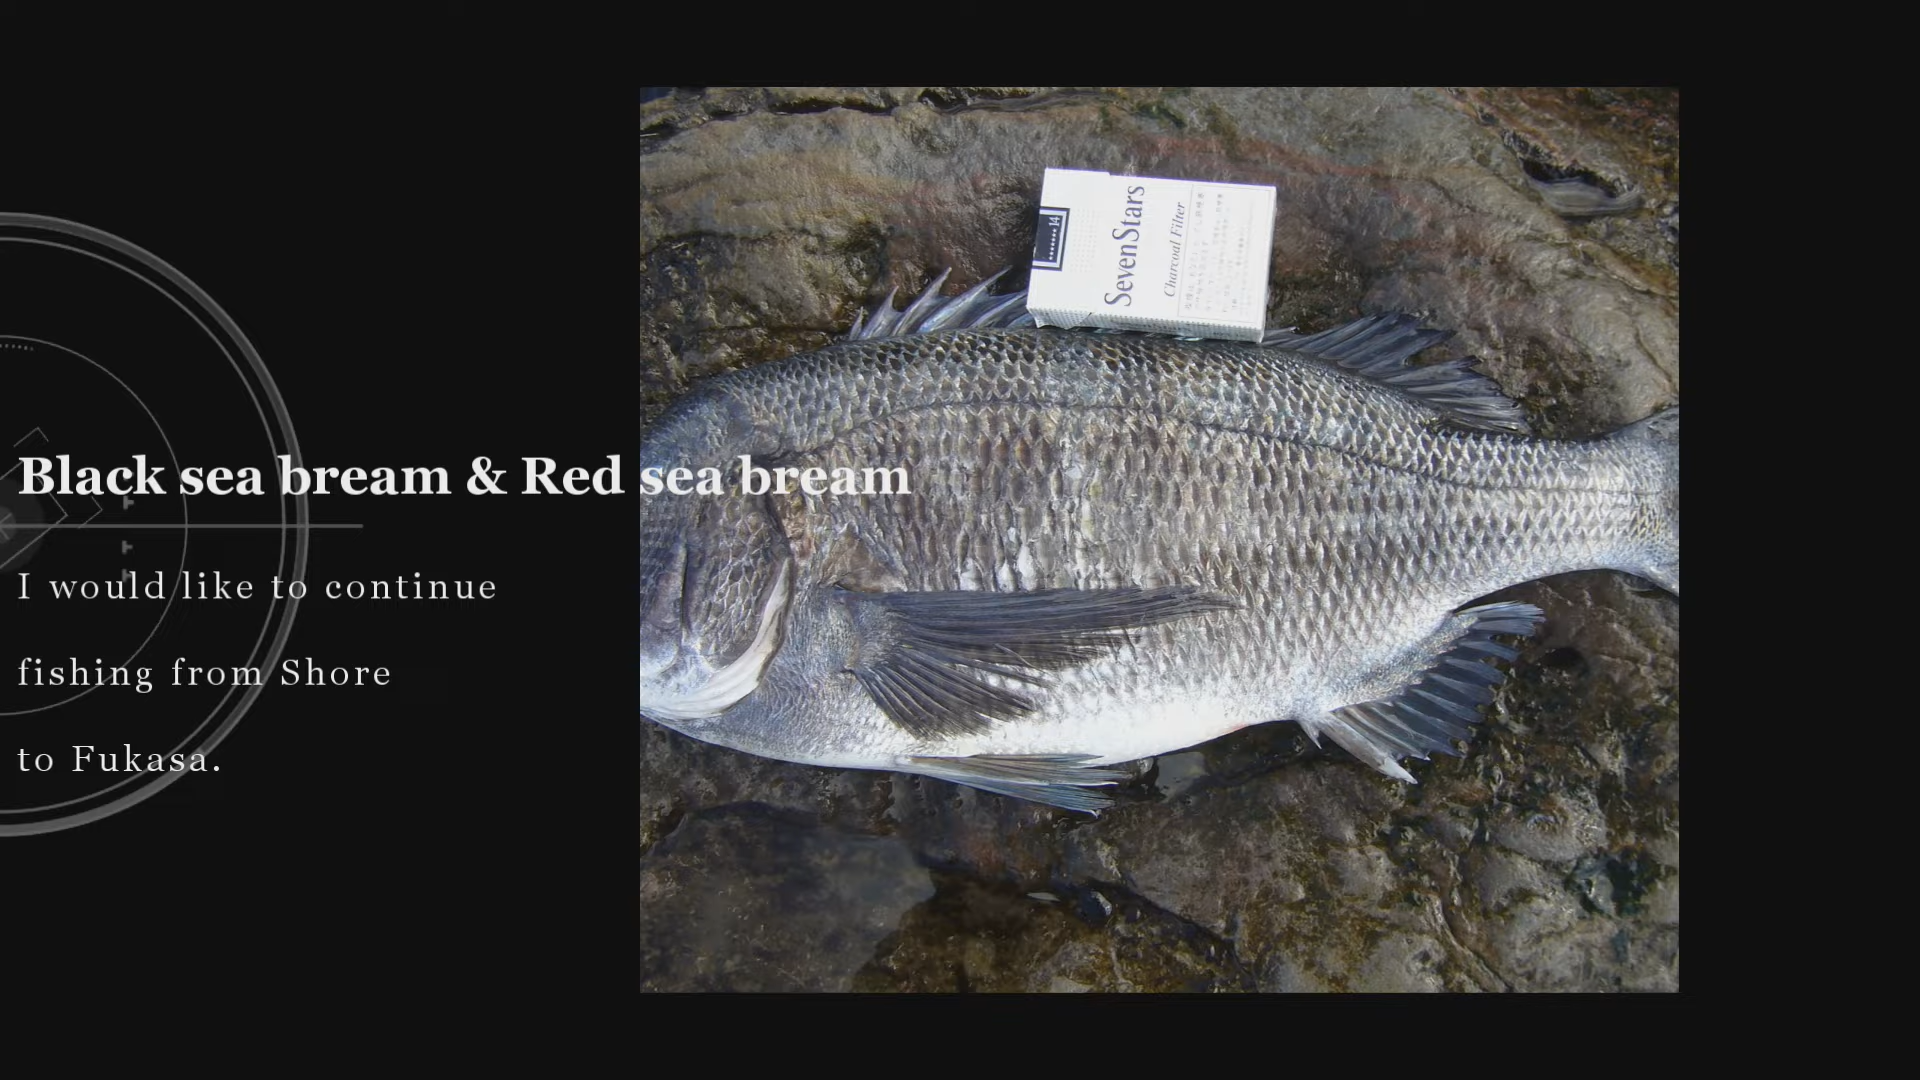 SevenStars
Charcoal Filter
14
Black sea bream & Red sea bream
I would like to continue
fishing from Shore
to Fukasa.